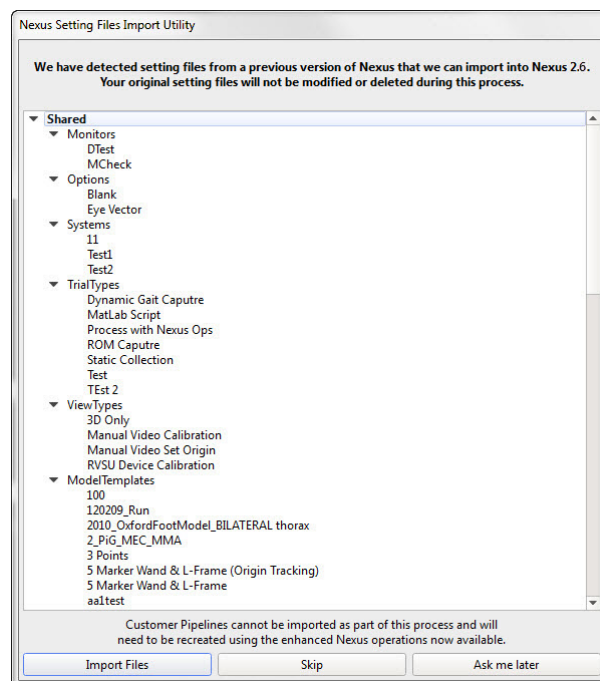 Nexus Setting Files Import Utility
We have detected setting files from a previous version of Nexus that we can import into Nexus 2.6.
Your original setting files will not be modified or deleted during this process.
Shared
Monitors
DTest
MCheck
Options
Blank
Eye Vector
Systems
11
Test1
Test2
TrialTypes
Dynamic Gait Caputre
MatLab Script
Process with Nexus Ops
ROM Caputre
Static Collection
Test
TEst 2
ViewTypes
3D Only
Manual Video Calibration
Manual Video Set Origin
RVSU Device Calibration
ModelTemplates
100
120209_Run
2010_OxfordFootModel_BILATERAL thorax
2_PiG_MEC_MMA
3 Points
5 Marker Wand & L-Frame (Origin Tracking)
5 Marker Wand & L-Frame
aa1test
Customer Pipelines cannot be imported as part of this process and will
need to be recreated using the enhanced Nexus operations now available.
Import Files Skip Ask me later